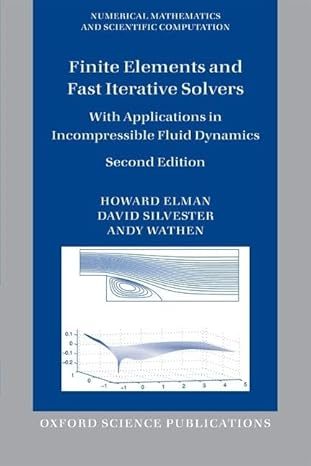 NUMERICAL MATHEMATICS
AND SCIENTIFIC COMPUTATION
Finite Elements and
Fast Iterative Solvers
With Applications in
Incompressible Fluid Dynamics
Second Edition
HOWARD ELMAN
DAVID SILVESTER
ANDY WATHEN
0.1
0
-0.1
-0.2
1
0
-1
-1
0
1
2
3
4
5
OXFORD SCIENCE PUBLICATIONS